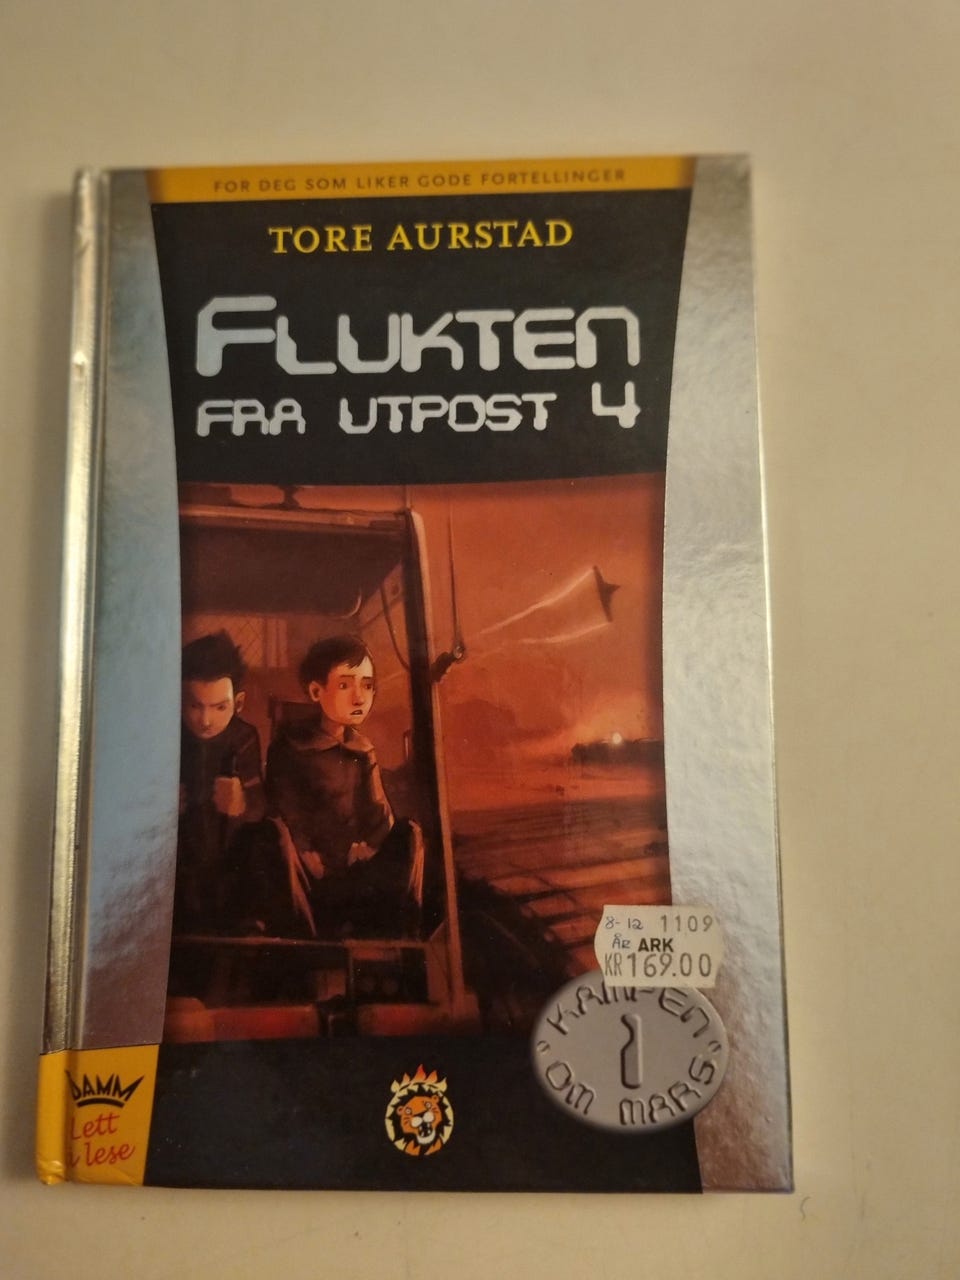 FOR DEG SOM LIKER GODE FORTELLINGER
TORE AURSTAD
FLUKTEN
FRA UTPOST 4
8-12 1109
ÅR ARK
KR 169.00
KAMPEN
1
OM MARS
DAMM
Lett
å lese